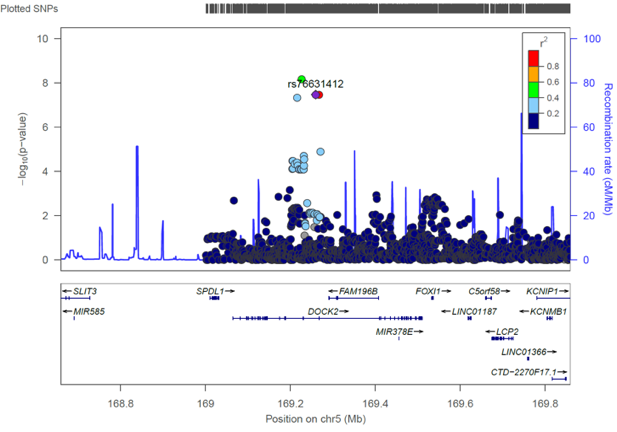 Plotted SNPs
10
8
6
4
2
0
−log10(p−value)
rs76631412
r2
0.8
0.6
0.4
0.2
100
80
60
40
20
0
Recombination rate (cM/Mb)
SLIT3
SPDL1
FAM196B
FOXI1
C5orf58
KCNIP1
MIR585
DOCK2
LINC01187
KCNMB1
MIR378E
LCP2
LINC01366
CTD−2270F17.1
168.8
169
169.2
169.4
169.6
169.8
Position on chr5 (Mb)